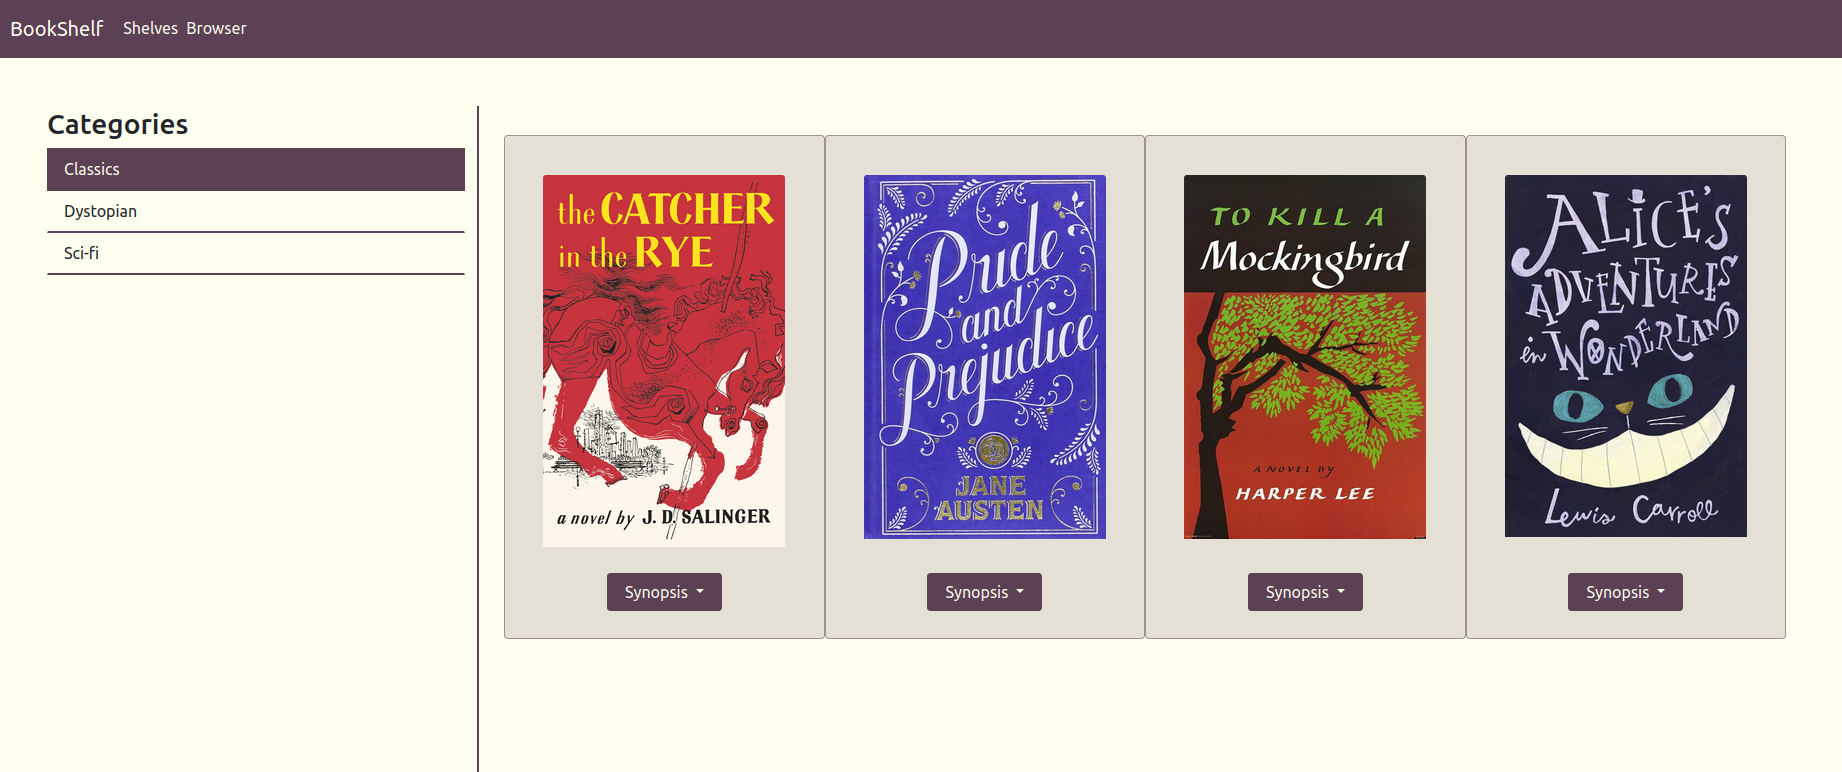 BookShelf Shelves Browser
Categories
Classics
Dystopian
Sci-fi
the CATCHER
in the RYE
a novel by J. D. SALINGER
Synopsis
Pride
and
Prejudice
JANE
AUSTEN
Synopsis
TO KILL A
Mockingbird
A NOVEL BY
HARPER LEE
Synopsis
ALICE'S
ADVENTURES
in WONDERLAND
Lewis Carroll
Synopsis